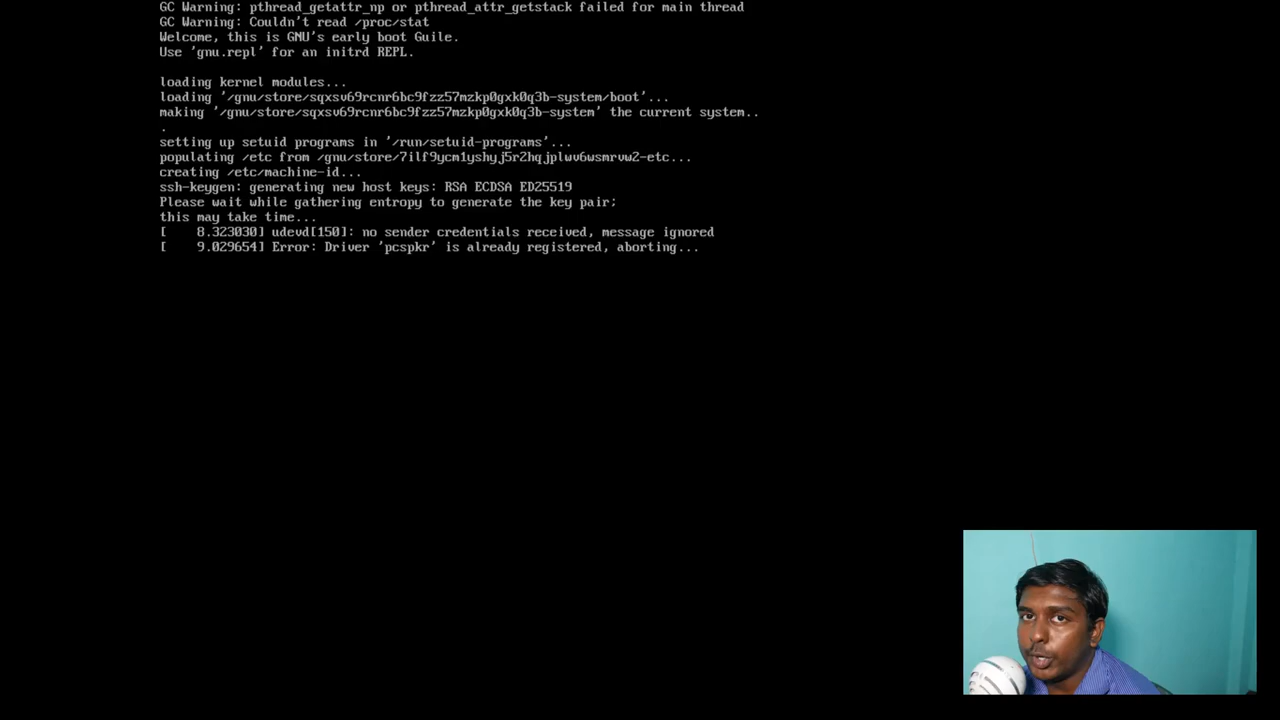 GC Warning: pthread_getattr_np or pthread_attr_getstack failed for main thread
GC Warning: Couldn't read /proc/stat
Welcome, this is GNU's early boot Guile.
Use 'gnu.repl' for an initrd REPL.
loading kernel modules...
loading '/gnu/store/sqxsv69rcnr6bc9fzz57mzkp0gxk0q3b-system/boot'...
making '/gnu/store/sqxsv69rcnr6bc9fzz57mzkp0gxk0q3b-system' the current system..
.
setting up setuid programs in '/run/setuid-programs'...
populating /etc from /gnu/store/7ilf9ycm1yshyj5r2hqjplwv6wsmrvw2-etc...
creating /etc/machine-id...
ssh-keygen: generating new host keys: RSA ECDSA ED25519
Please wait while gathering entropy to generate the key pair;
this may take time...
[    8.323030] udevd[150]: no sender credentials received, message ignored
[    9.029654] Error: Driver 'pcspkr' is already registered, aborting...